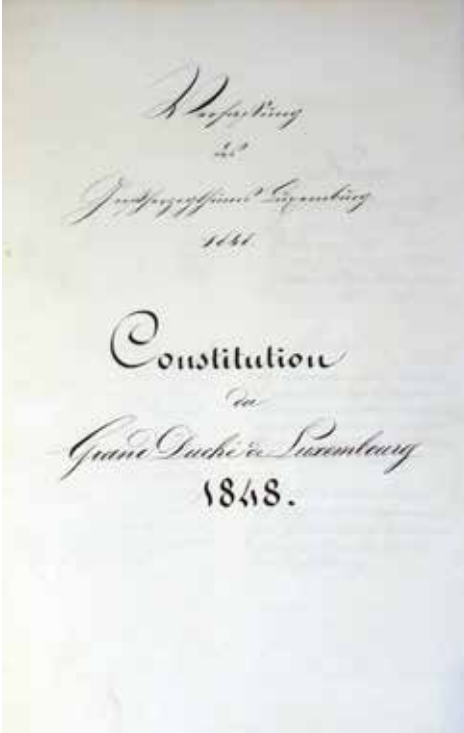 Verfassung
des
Großherzogthums Luxemburg
1848.
Constitution
du
Grand Duché de Luxembourg
1848.